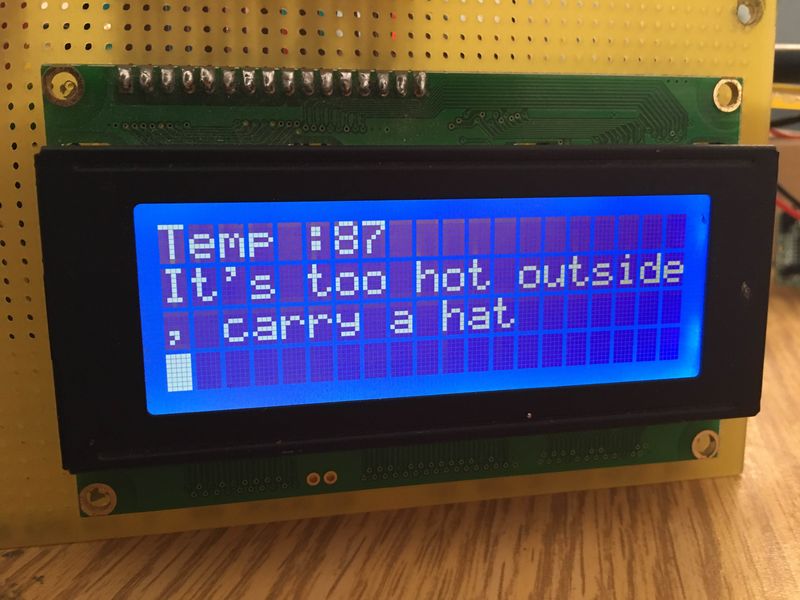 Temp :87
It's too hot outside
, carry a hat